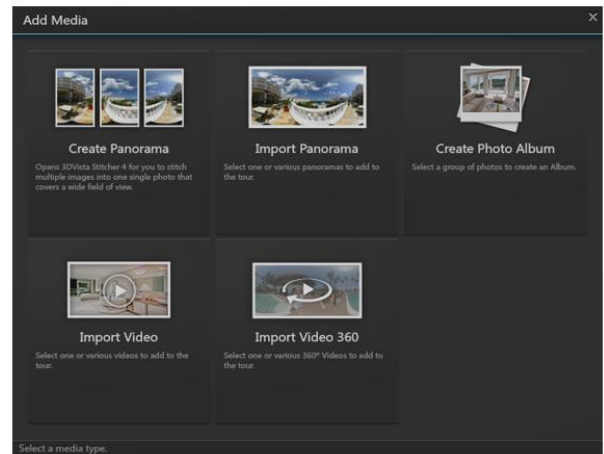 Add Media
Create Panorama
Opens 3DVista Stitcher 4 for you to stitch
multiple images into one single photo that
covers a wide field of view.
Import Panorama
Select one or various panoramas to add to
the tour.
Create Photo Album
Select a group of photos to create an Album.
Import Video
Select one or various videos to add to the
tour.
Import Video 360
Select one or various 360º Videos to add to
the tour.
Select a media type.